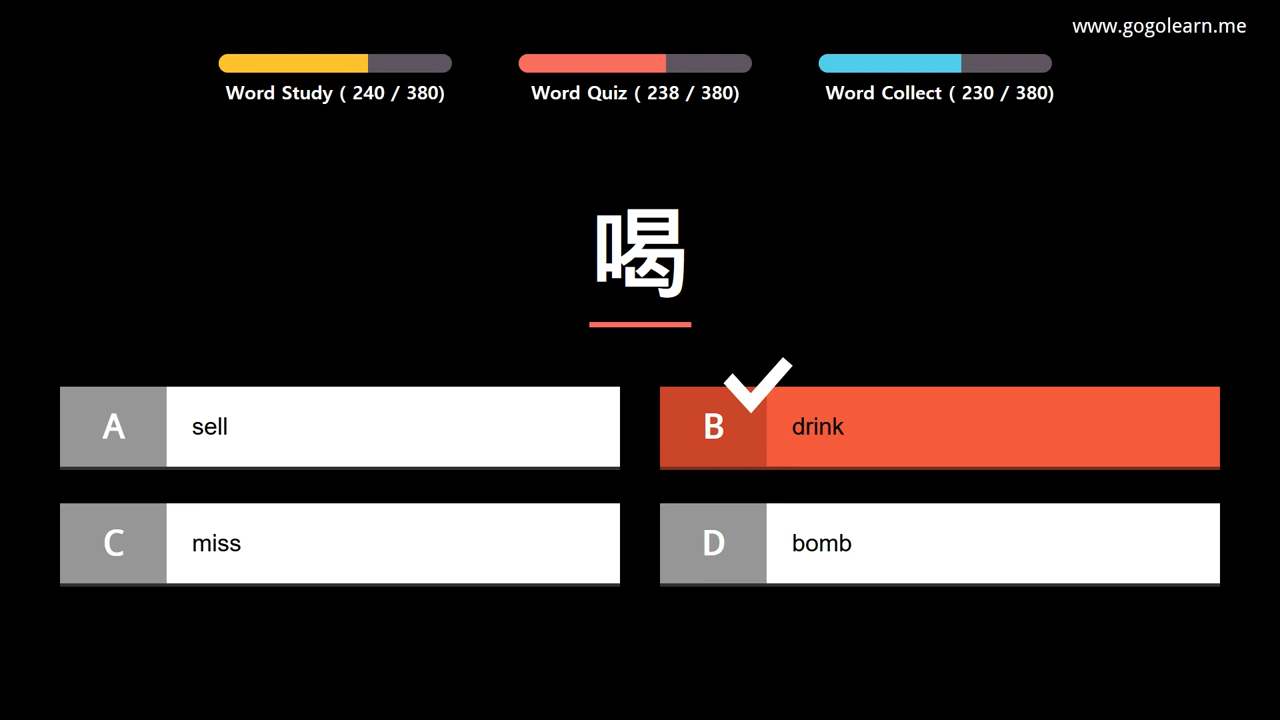 www.gogolearn.me
Word Study ( 240 / 380)
Word Quiz ( 238 / 380)
Word Collect ( 230 / 380)
喝
A sell
B drink
C miss
D bomb